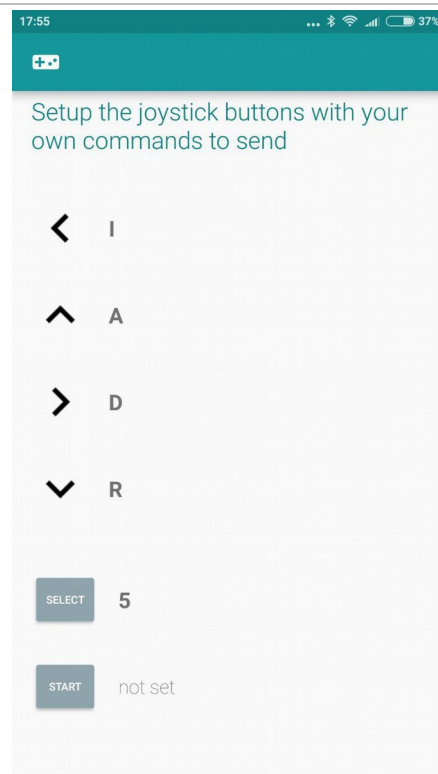 17:55
... 37%
Setup the joystick buttons with your
own commands to send
I
A
D
R
SELECT 5
START not set